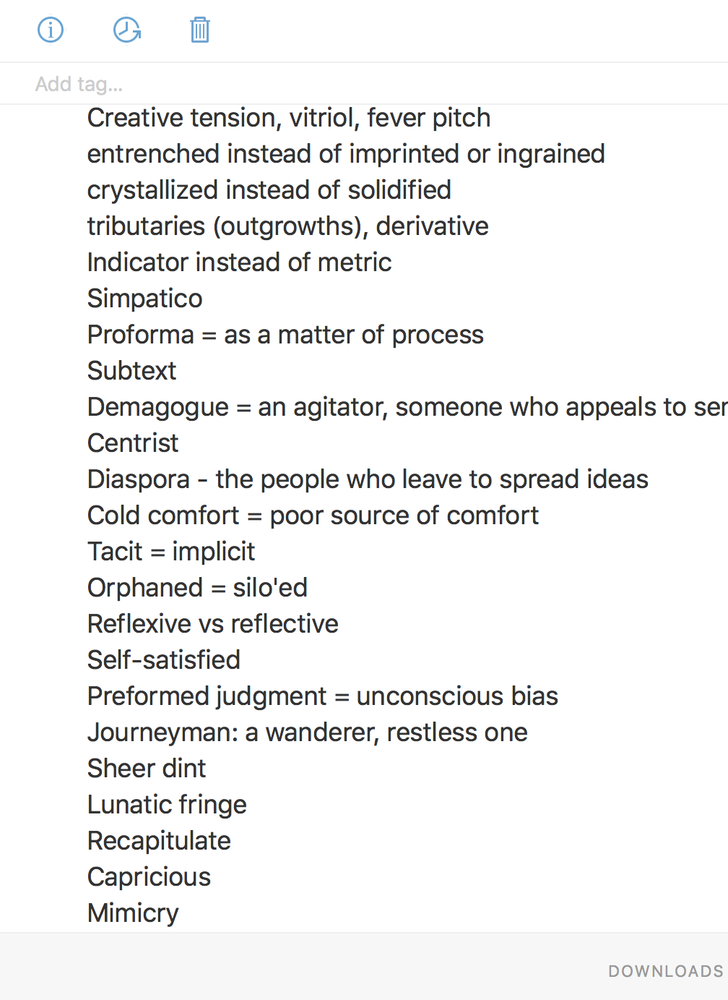 Add tag...
Creative tension, vitriol, fever pitch
entrenched instead of imprinted or ingrained
crystallized instead of solidified
tributaries (outgrowths), derivative
Indicator instead of metric
Simpatico
Proforma = as a matter of process
Subtext
Demagogue = an agitator, someone who appeals to
Centrist
Diaspora - the people who leave to spread ideas
Cold comfort = poor source of comfort
Tacit = implicit
Orphaned = silo'ed
Reflexive vs reflective
Self-satisfied
Preformed judgment = unconscious bias
Journeyman: a wanderer, restless one
Sheer dint
Lunatic fringe
Recapitulate
Capricious
Mimicry
DOWNLOADS